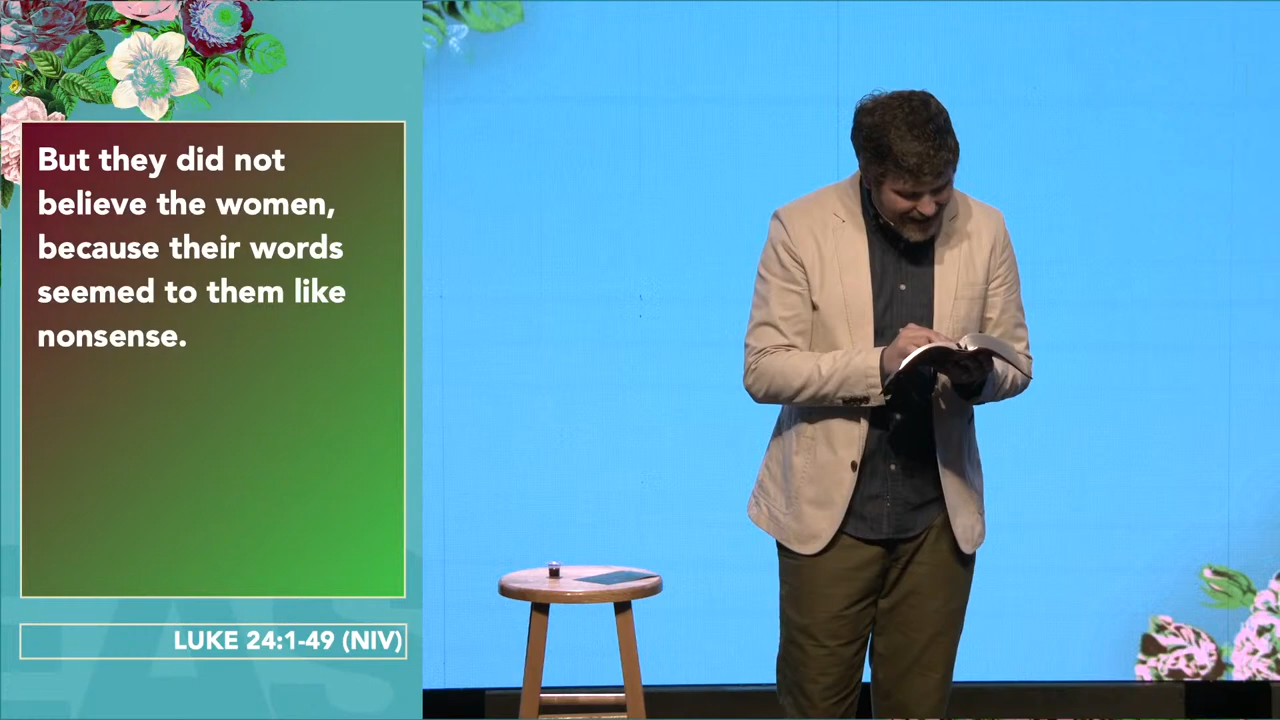 But they did not
believe the women,
because their words
seemed to them like
nonsense.
LUKE 24:1-49 (NIV)